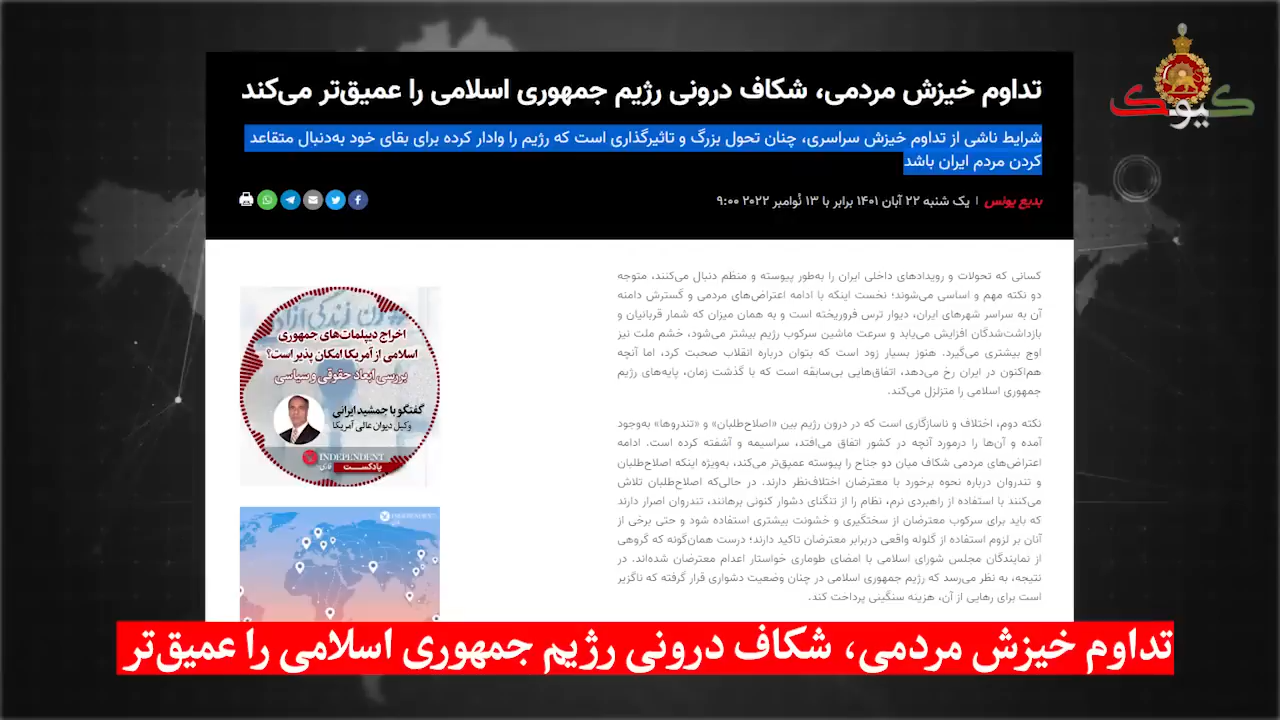 کیوک
تداوم خیزش مردمی، شکاف درونی رژیم جمهوری اسلامی را عمیق‌تر می‌کند
شرایط ناشی از تداوم خیزش سراسری، چنان تحول بزرگ و تاثیرگذاری است که رژیم را وادار کرده برای بقای خود به‌دنبال متقاعد
کردن مردم ایران باشد
بدیع یونس | یک شنبه ۲۲ آبان ۱۴۰۱ برابر با ۱۳ نُوامبر ۲۰۲۲ ۹:۰۰
کسانی که تحولات و رویدادهای داخلی ایران را به‌طور پیوسته و منظم دنبال می‌کنند، متوجه
دو نکته مهم و اساسی می‌شوند؛ نخست اینکه با ادامه اعتراض‌های مردمی و گسترش دامنه
آن به سراسر شهرهای ایران، دیوار ترس فروریخته است و به همان میزان که شمار قربانیان و
بازداشت‌شدگان افزایش می‌یابد و سرعت ماشین سرکوب رژیم بیشتر می‌شود، خشم ملت نیز
اوج بیشتری می‌گیرد. هنوز بسیار زود است که بتوان درباره انقلاب صحبت کرد، اما آنچه
هم‌اکنون در ایران رخ می‌دهد، اتفاق‌هایی بی‌سابقه است که با گذشت زمان، پایه‌های رژیم
جمهوری اسلامی را متزلزل می‌کند.
نکته دوم، اختلاف و ناسازگاری است که در درون رژیم بین «اصلاح‌طلبان» و «تندروها» به‌وجود
آمده و آن‌ها را درمورد آنچه در کشور اتفاق می‌افتد، سراسیمه و آشفته کرده است. ادامه
اعتراض‌های مردمی شکاف میان دو جناح را پیوسته عمیق‌تر می‌کند، به‌ویژه اینکه اصلاح‌طلبان
و تندروان درباره نحوه برخورد با معترضان اختلاف‌نظر دارند. در حالی‌که اصلاح‌طلبان تلاش
می‌کنند با استفاده از راهبردی نرم، نظام را از تنگنای دشوار کنونی برهانند، تندروان اصرار دارند
که باید برای سرکوب معترضان از سختگیری و خشونت بیشتری استفاده شود و حتی برخی از
آنان بر لزوم استفاده از گلوله واقعی دربرابر معترضان تاکید دارند؛ درست همان‌گونه که گروهی
از نمایندگان مجلس شورای اسلامی با امضای طوماری خواستار اعدام معترضان شده‌اند. در
نتیجه، به نظر می‌رسد که رژیم جمهوری اسلامی در چنان وضعیت دشواری قرار گرفته که ناگزیر
است برای رهایی از آن، هزینه سنگینی پرداخت کند.
زن زندگی آزادی
اخراج دیپلمات‌های جمهوری
اسلامی از آمریکا امکان پذیر است؟
بررسی ابعاد حقوقی و سیاسی
گفتگو با جمشید ایرانی
وکیل دیوان عالی آمریکا
INDEPENDENT
فارسی پادکست
INDEPENDENT
تداوم خیزش مردمی، شکاف درونی رژیم جمهوری اسلامی را عمیق‌تر